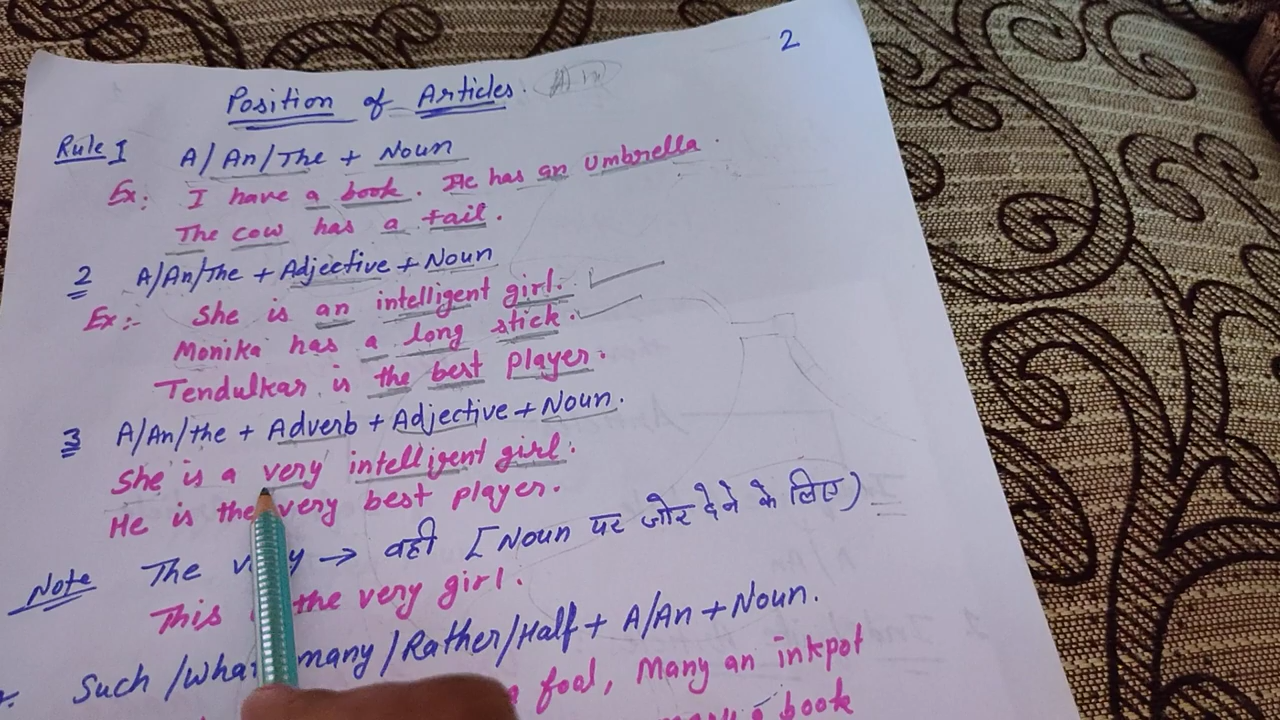 2
Position of Articles.
Rule I A/An/The + Noun
Ex: I have a book. He has an Umbrella.
The cow has a tail.
2 A/An/The + Adjective + Noun
Ex:- She is an intelligent girl.
Monika has a long stick.
Tendulkar is the best player.
3 A/An/the + Adverb + Adjective + Noun.
She is a very intelligent girl.
He is the very best player.
Note The very → वही [Noun पर जोर देने के लिए)
This the very girl.
Such /What many / Rather/Half + A/An + Noun.
a fool, Many an inkpot
a book